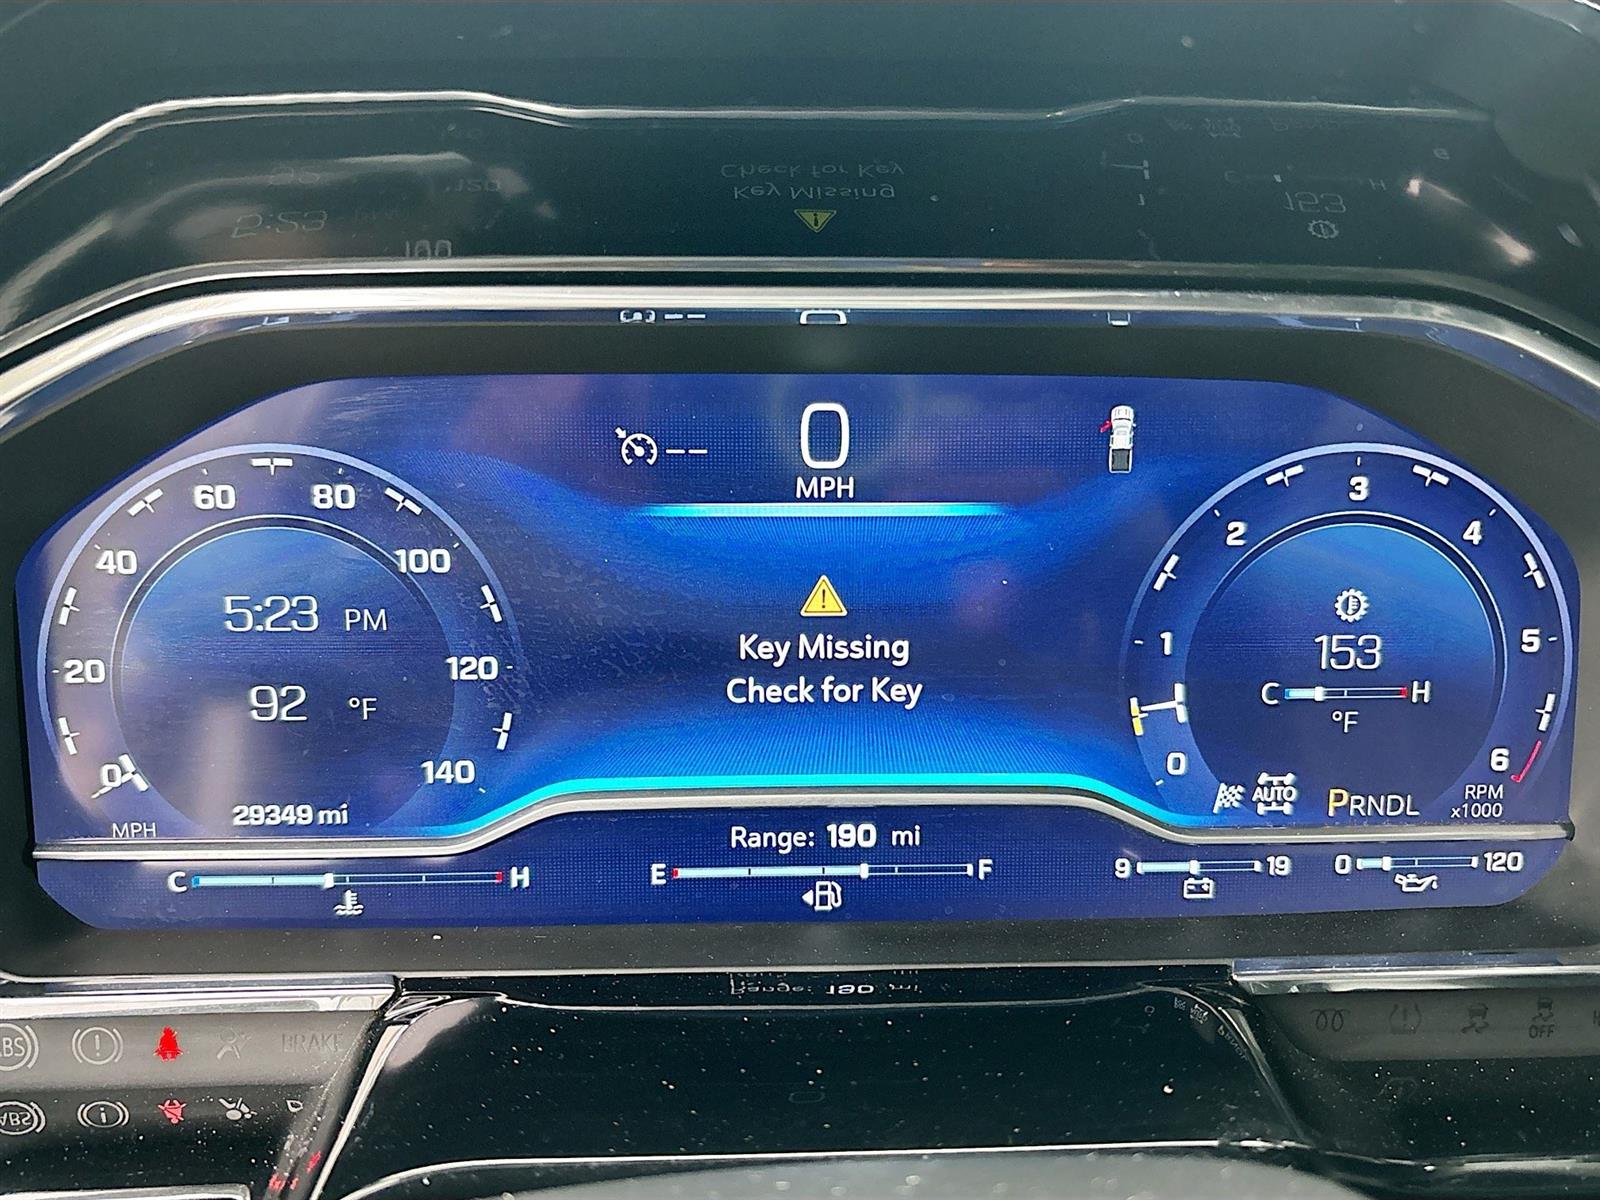 0
MPH
60 80
40 100
20 120
0 140
5:23 PM
92 °F
29349 mi
MPH
Key Missing
Check for Key
3
2 4
1 5
0 6
153
C H
°F
AUTO
PRNDL
RPM
x1000
Range: 190 mi
C H
E F
9 19
0 120
ABS
BRAKE
OFF